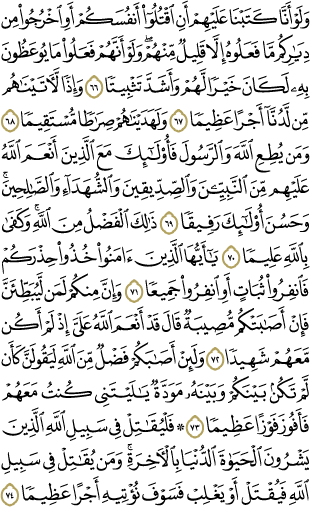 وَلَوۡ أَنَّا كَتَبۡنَا عَلَيۡهِمۡ أَنِ ٱقۡتُلُوٓاْ أَنفُسَكُمۡ أَوِ ٱخۡرُجُواْ مِن
دِيَٰرِكُم مَّا فَعَلُوهُ إِلَّا قَلِيلٞ مِّنۡهُمۡۖ وَلَوۡ أَنَّهُمۡ فَعَلُواْ مَا يُوعَظُونَ
بِهِۦ لَكَانَ خَيۡرٗا لَّهُمۡ وَأَشَدَّ تَثۡبِيتٗا ٦٦ وَإِذٗا لَّأٓتَيۡنَٰهُم
مِّن لَّدُنَّآ أَجۡرًا عَظِيمٗا ٦٧ وَلَهَدَيۡنَٰهُمۡ صِرَٰطٗا مُّسۡتَقِيمٗا ٦٨
وَمَن يُطِعِ ٱللَّهَ وَٱلرَّسُولَ فَأُوْلَٰٓئِكَ مَعَ ٱلَّذِينَ أَنۡعَمَ ٱللَّهُ
عَلَيۡهِم مِّنَ ٱلنَّبِيِّـۧنَ وَٱلصِّدِّيقِينَ وَٱلشُّهَدَآءِ وَٱلصَّٰلِحِينَۚ
وَحَسُنَ أُوْلَٰٓئِكَ رَفِيقٗا ٦٩ ذَٰلِكَ ٱلۡفَضۡلُ مِنَ ٱللَّهِۚ وَكَفَىٰ
بِٱللَّهِ عَلِيمٗا ٧٠ يَٰٓأَيُّهَا ٱلَّذِينَ ءَامَنُواْ خُذُواْ حِذۡرَكُمۡ
فَٱنفِرُواْ ثُبَاتٍ أَوِ ٱنفِرُواْ جَمِيعٗا ٧١ وَإِنَّ مِنكُمۡ لَمَن لَّيُبَطِّئَنَّ
فَإِنۡ أَصَٰبَتۡكُم مُّصِيبَةٞ قَالَ قَدۡ أَنۡعَمَ ٱللَّهُ عَلَيَّ إِذۡ لَمۡ أَكُن
مَّعَهُمۡ شَهِيدٗا ٧٢ وَلَئِنۡ أَصَٰبَكُمۡ فَضۡلٞ مِّنَ ٱللَّهِ لَيَقُولَنَّ كَأَن
لَّمۡ تَكُنۢ بَيۡنَكُمۡ وَبَيۡنَهُۥ مَوَدَّةٞ يَٰلَيۡتَنِي كُنتُ مَعَهُمۡ
فَأَفُوزَ فَوۡزًا عَظِيمٗا ٧٣ ۞ فَلۡيُقَٰتِلۡ فِي سَبِيلِ ٱللَّهِ ٱلَّذِينَ
يَشۡرُونَ ٱلۡحَيَوٰةَ ٱلدُّنۡيَا بِٱلۡأٓخِرَةِۚ وَمَن يُقَٰتِلۡ فِي سَبِيلِ
ٱللَّهِ فَيُقۡتَلۡ أَوۡ يَغۡلِبۡ فَسَوۡفَ نُؤۡتِيهِ أَجۡرًا عَظِيمٗا ٧٤